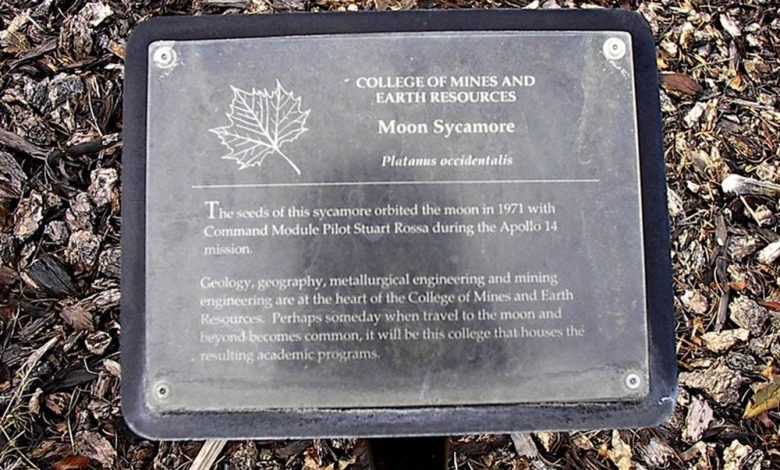 COLLEGE OF MINES AND
EARTH RESOURCES
Moon Sycamore
Platanus occidentalis
The seeds of this sycamore orbited the moon in 1971 with
Command Module Pilot Stuart Rossa during the Apollo 14
mission.
Geology, geography, metallurgical engineering and mining
engineering are at the heart of the College of Mines and Earth
Resources. Perhaps someday when travel to the moon and
beyond becomes common, it will be this college that houses the
resulting academic programs.